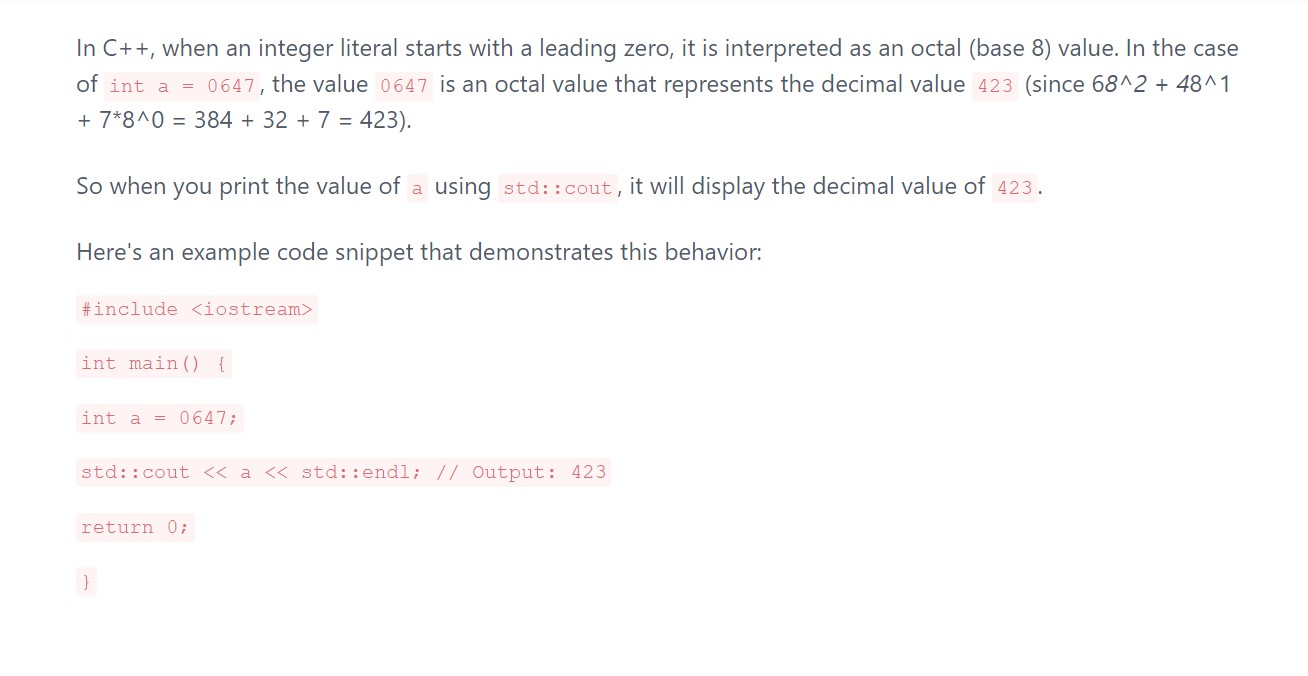 In C++, when an integer literal starts with a leading zero, it is interpreted as an octal (base 8) value. In the case
of int a = 0647, the value 0647 is an octal value that represents the decimal value 423 (since 68^2 + 48^1
+ 7*8^0 = 384 + 32 + 7 = 423).
So when you print the value of a using std::cout, it will display the decimal value of 423.
Here's an example code snippet that demonstrates this behavior:
#include <iostream>
int main() {
int a = 0647;
std::cout << a << std::endl; // Output: 423
return 0;
}